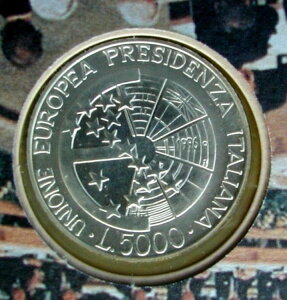 UNIONE EUROPEA PRESIDENZA ITALIANA
1996
· L.5000 ·